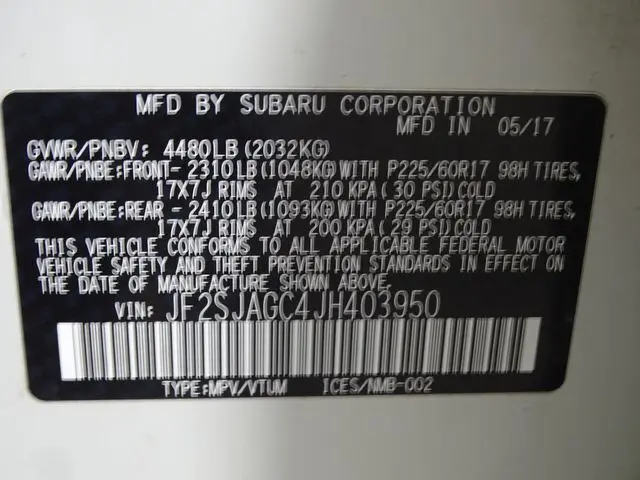 MFD BY SUBARU CORPORATION
MFD IN 05/17
GVWR/PNBV: 4480LB(2032KG)
GAWR/PNBE:FRONT- 2310LB(1048KG)WITH P225/60R17 98H TIRES,
17X7J RIMS AT 210 KPA(30 PSI)COLD
GAWR/PNBE:REAR - 2410LB(1093KG)WITH P225/60R17 98H TIRES,
17X7J RIMS AT 200 KPA(29 PSI)COLD
THIS VEHICLE CONFORMS TO ALL APPLICABLE FEDERAL MOTOR
VEHICLE SAFETY AND THEFT PREVENTION STANDARDS IN EFFECT
ON THE DATE OF MANUFACTURE SHOWN ABOVE.
VIN: JF2SJAGC4JH403950
TYPE:MPV/VTUM ICES/NMB-002